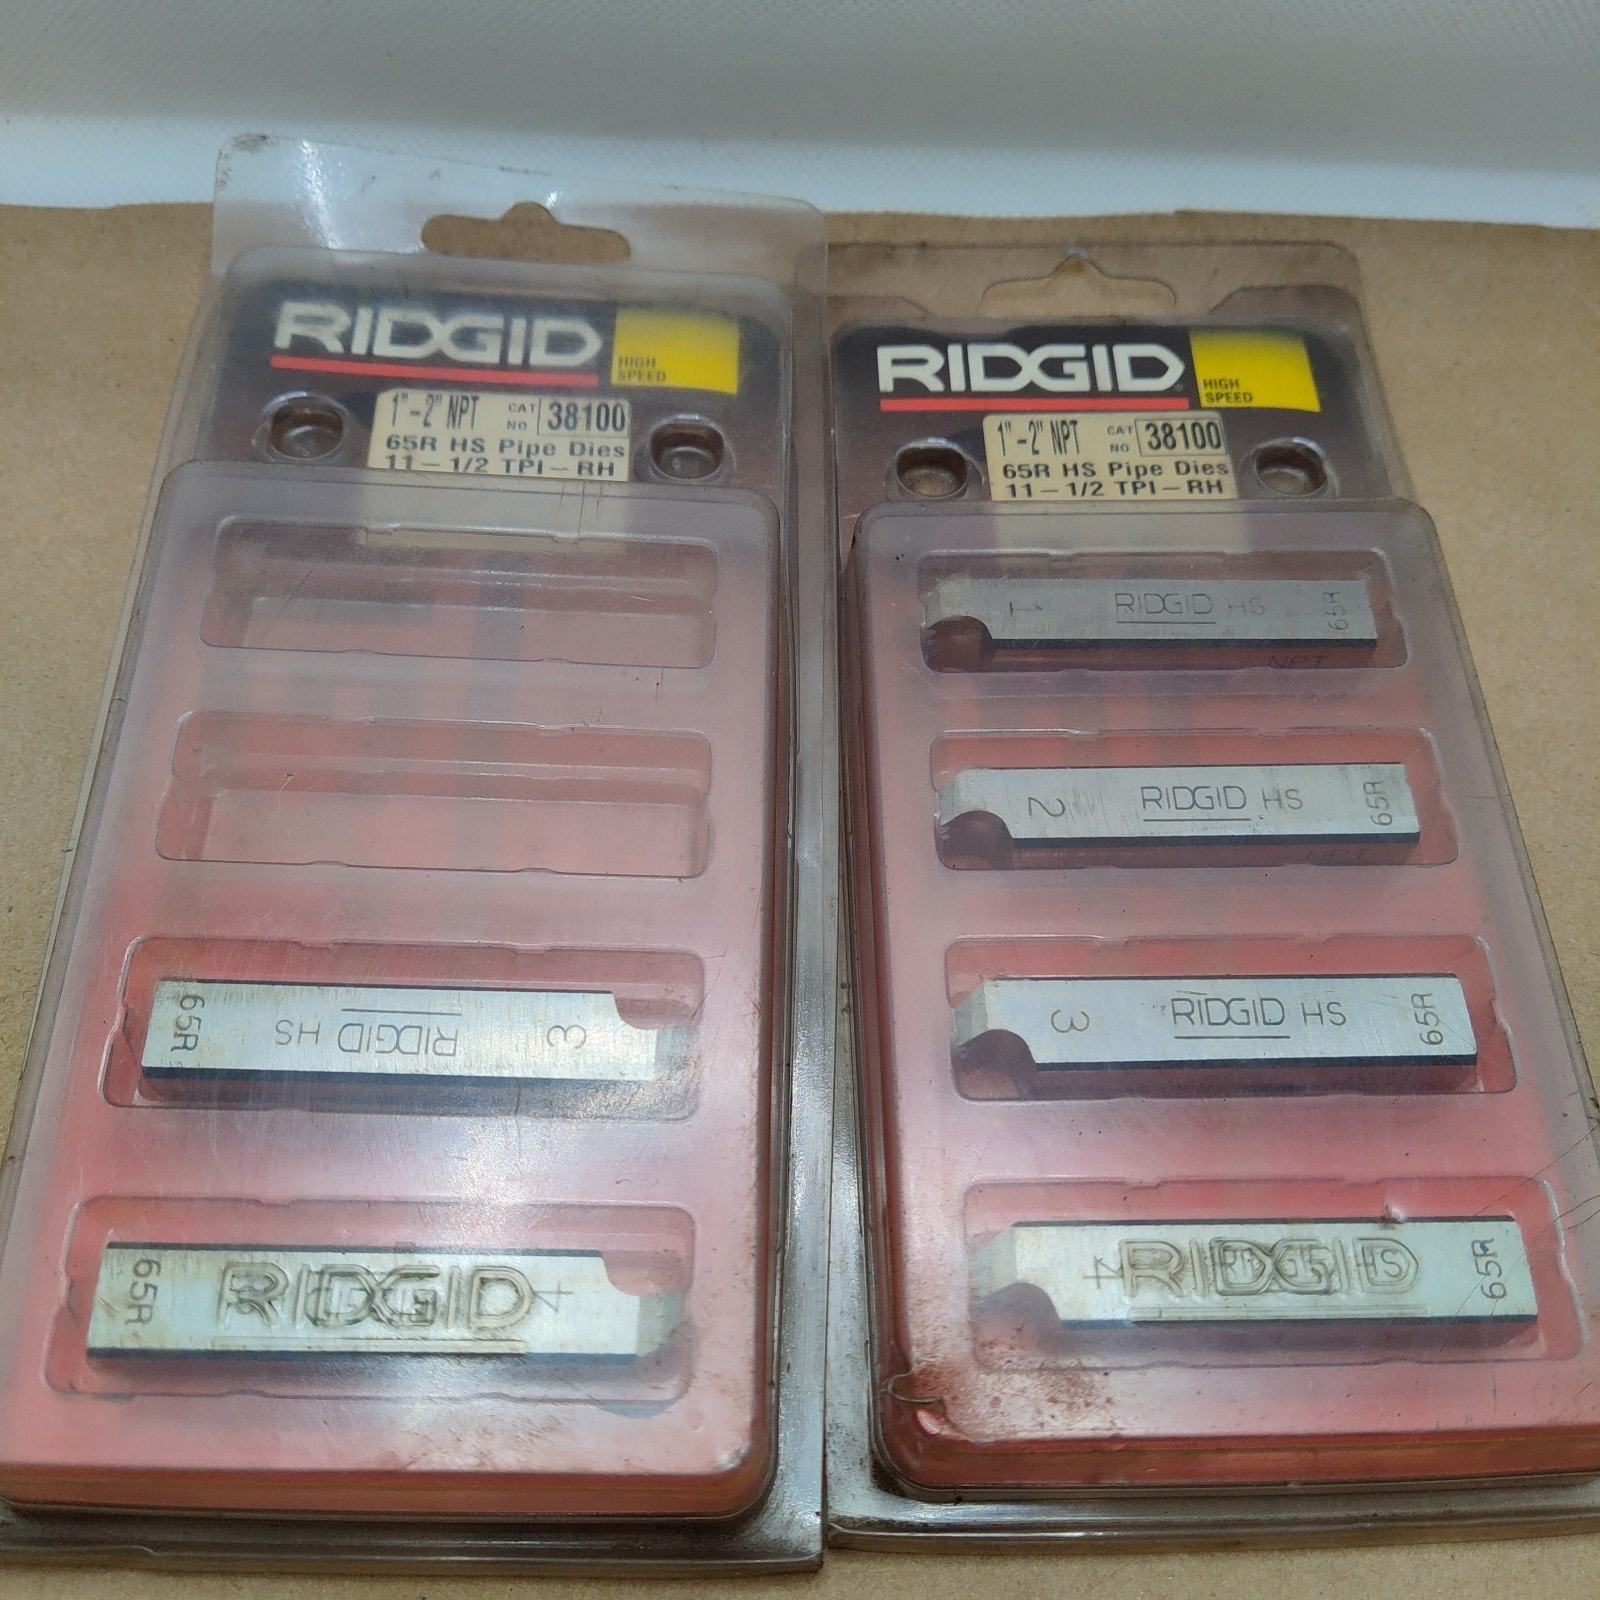 RIDGID
HIGH
SPEED
1"-2" NPT CAT NO 38100
65R HS Pipe Dies
11-1/2 TPI-RH
65R RIDGID HS 3
65R RIDGID 4
RIDGID
HIGH
SPEED
1"-2" NPT CAT NO 38100
65R HS Pipe Dies
11-1/2 TPI-RH
1 RIDGID HS 65R
NPT
2 RIDGID HS 65R
3 RIDGID HS 65R
4 RIDGID HS 65R